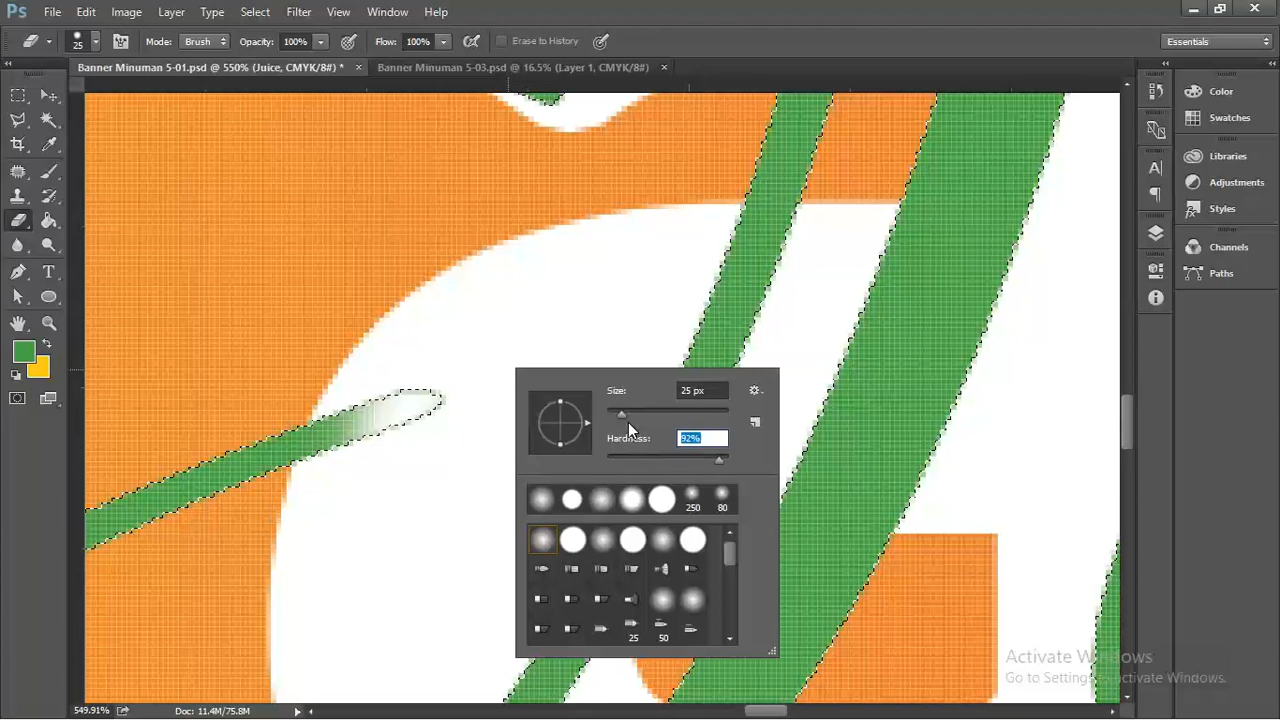 Ps File Edit Image Layer Type Select Filter View Window Help
25 Mode: Brush Opacity: 100% Flow: 100% Erase to History Essentials
Banner Minuman 5-01.psd @ 550% (Juice, CMYK/8#) * × Banner Minuman 5-03.psd @ 16.5% (Layer 1, CMYK/8#) ×
Color
Swatches
Libraries
Adjustments
Styles
Channels
Paths
Size: 25 px
Hardness: 92%
250 80
25 50
Activate Windows
Go to Settings to activate Windows.
549.91% Doc: 11.4M/75.8M